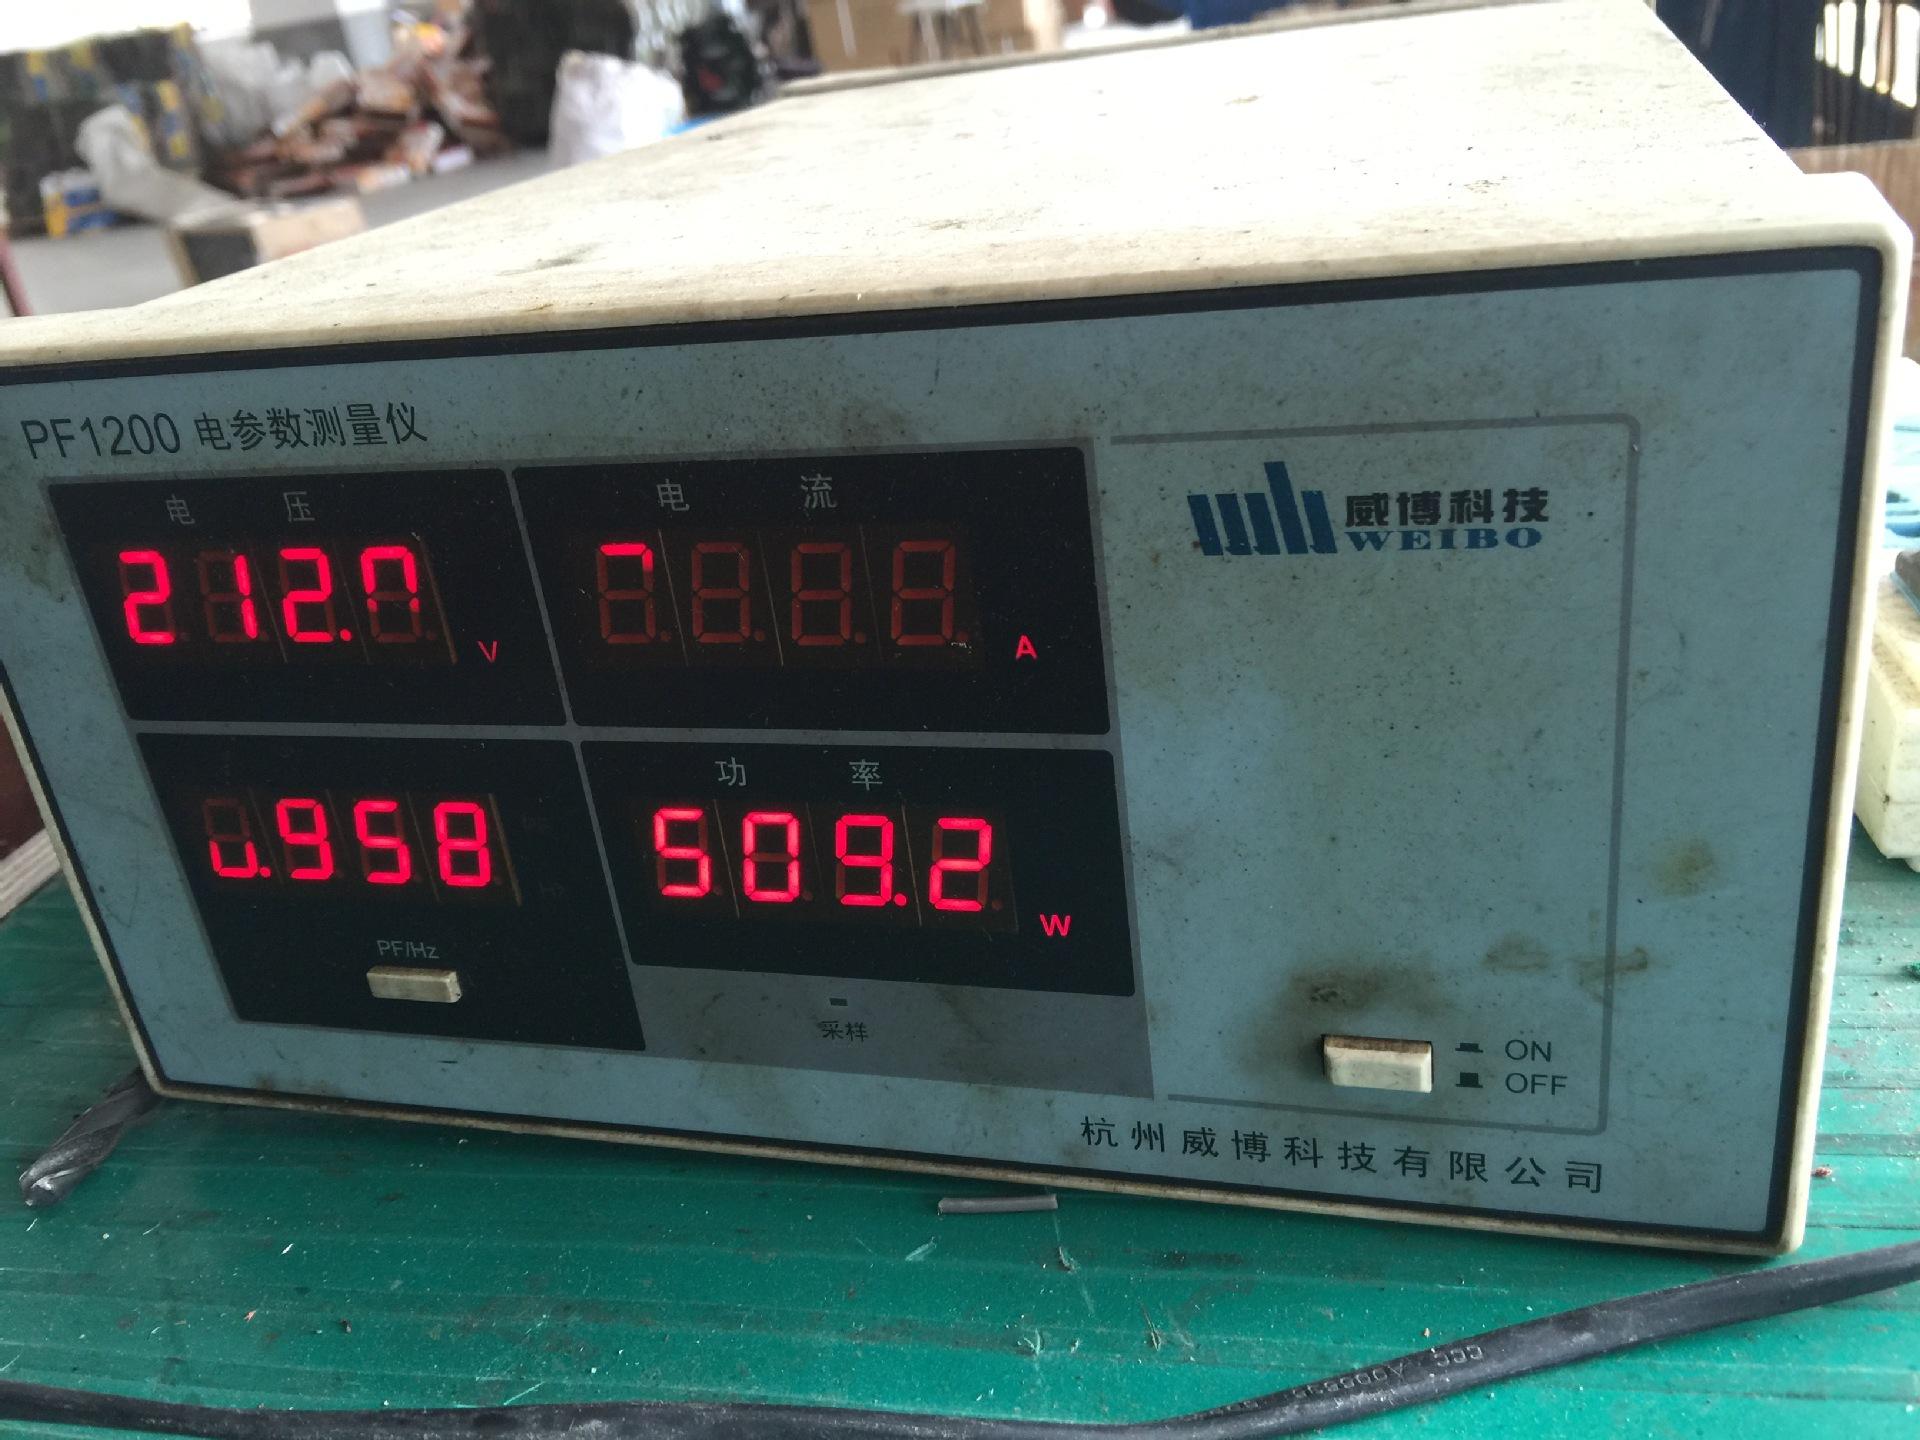 PF1200 电参数测量仪
电 压
电 流
212.0
V
A
威博科技
WEIBO
功 率
0.958
509.2
W
PF/Hz
采样
ON
OFF
杭州威博科技有限公司